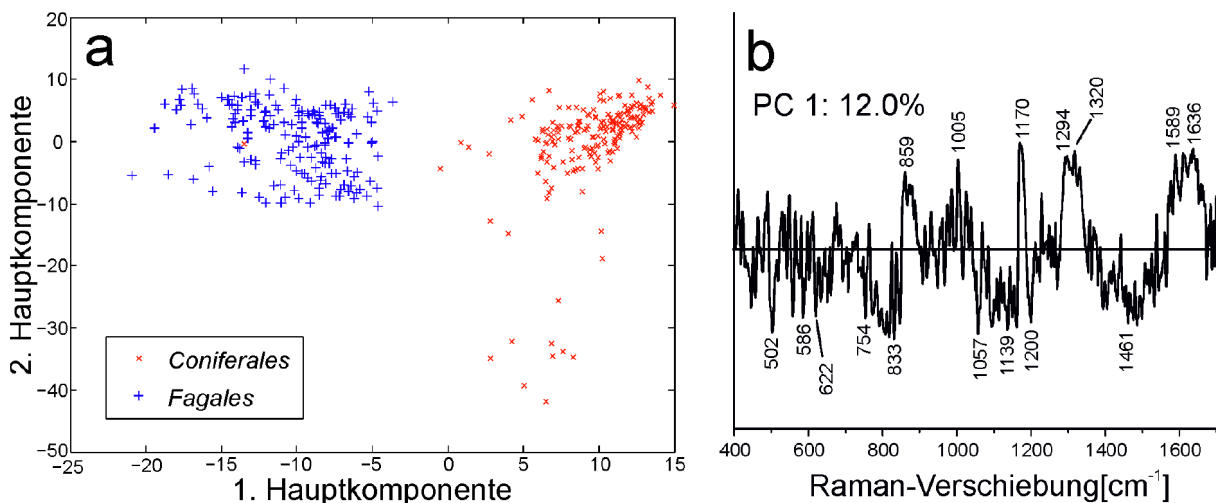 a
20
10
0
−10
−20
−30
−40
−50
2. Hauptkomponente
Coniferales
Fagales
−25 −20 −15 −10 −5 0 5 10 15
1. Hauptkomponente
b
PC 1: 12.0%
502
586
622
754
833
859
1005
1057
1139
1170
1200
1294
1320
1461
1589
1636
400 600 800 1000 1200 1400 1600
Raman-Verschiebung[cm⁻¹]